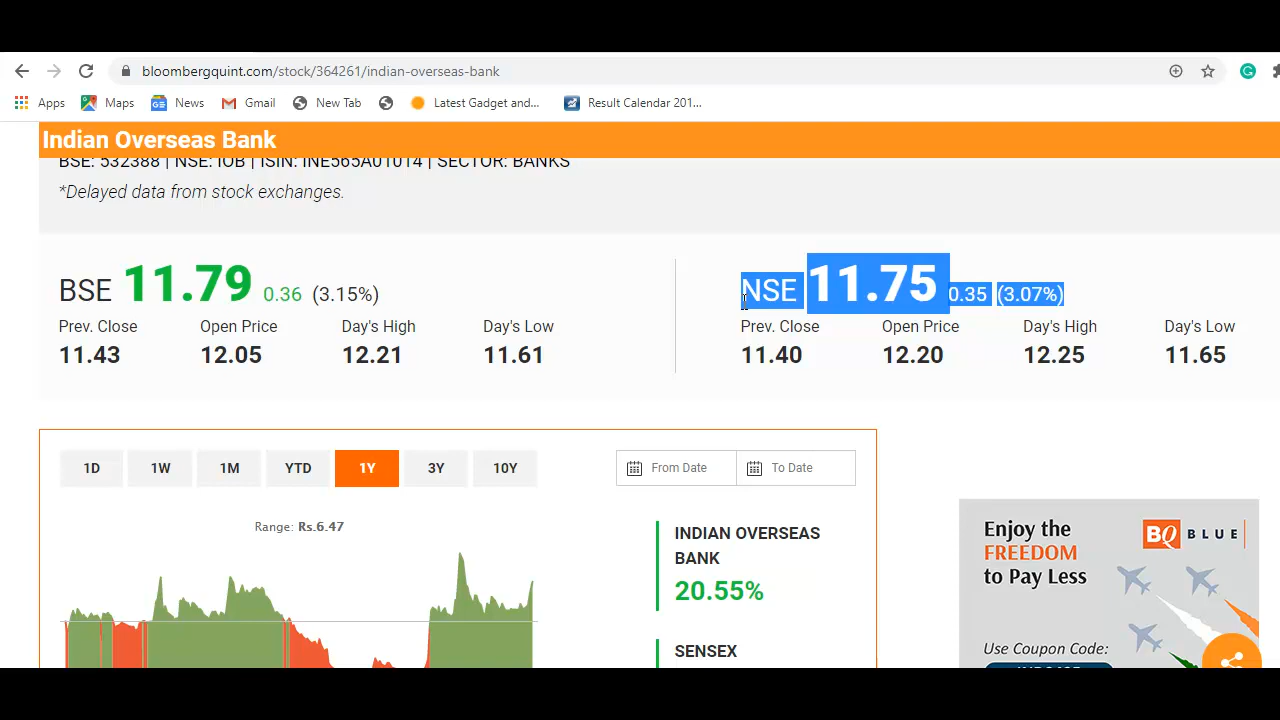 bloombergquint.com/stock/364261/indian-overseas-bank
Apps Maps News Gmail New Tab Latest Gadget and... Result Calendar 201...
Indian Overseas Bank
BSE: 532388 | NSE: IOB | ISIN: INE565A01014 | SECTOR: BANKS
*Delayed data from stock exchanges.
BSE 11.79 0.36 (3.15%)
Prev. Close Open Price Day's High Day's Low
11.43 12.05 12.21 11.61
NSE 11.75 0.35 (3.07%)
Prev. Close Open Price Day's High Day's Low
11.40 12.20 12.25 11.65
1D 1W 1M YTD 1Y 3Y 10Y
From Date To Date
Range: Rs.6.47
INDIAN OVERSEAS
BANK
20.55%
SENSEX
Enjoy the
FREEDOM
to Pay Less
BQ BLUE
Use Coupon Code: